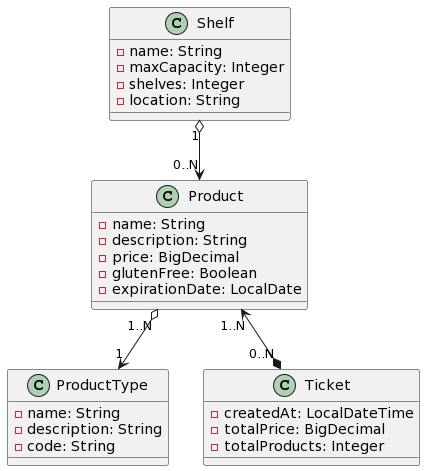 C Shelf
name: String
maxCapacity: Integer
shelves: Integer
location: String
1
0..N
C Product
name: String
description: String
price: BigDecimal
glutenFree: Boolean
expirationDate: LocalDate
1..N
1..N
1
0..N
C ProductType
name: String
description: String
code: String
C Ticket
createdAt: LocalDateTime
totalPrice: BigDecimal
totalProducts: Integer